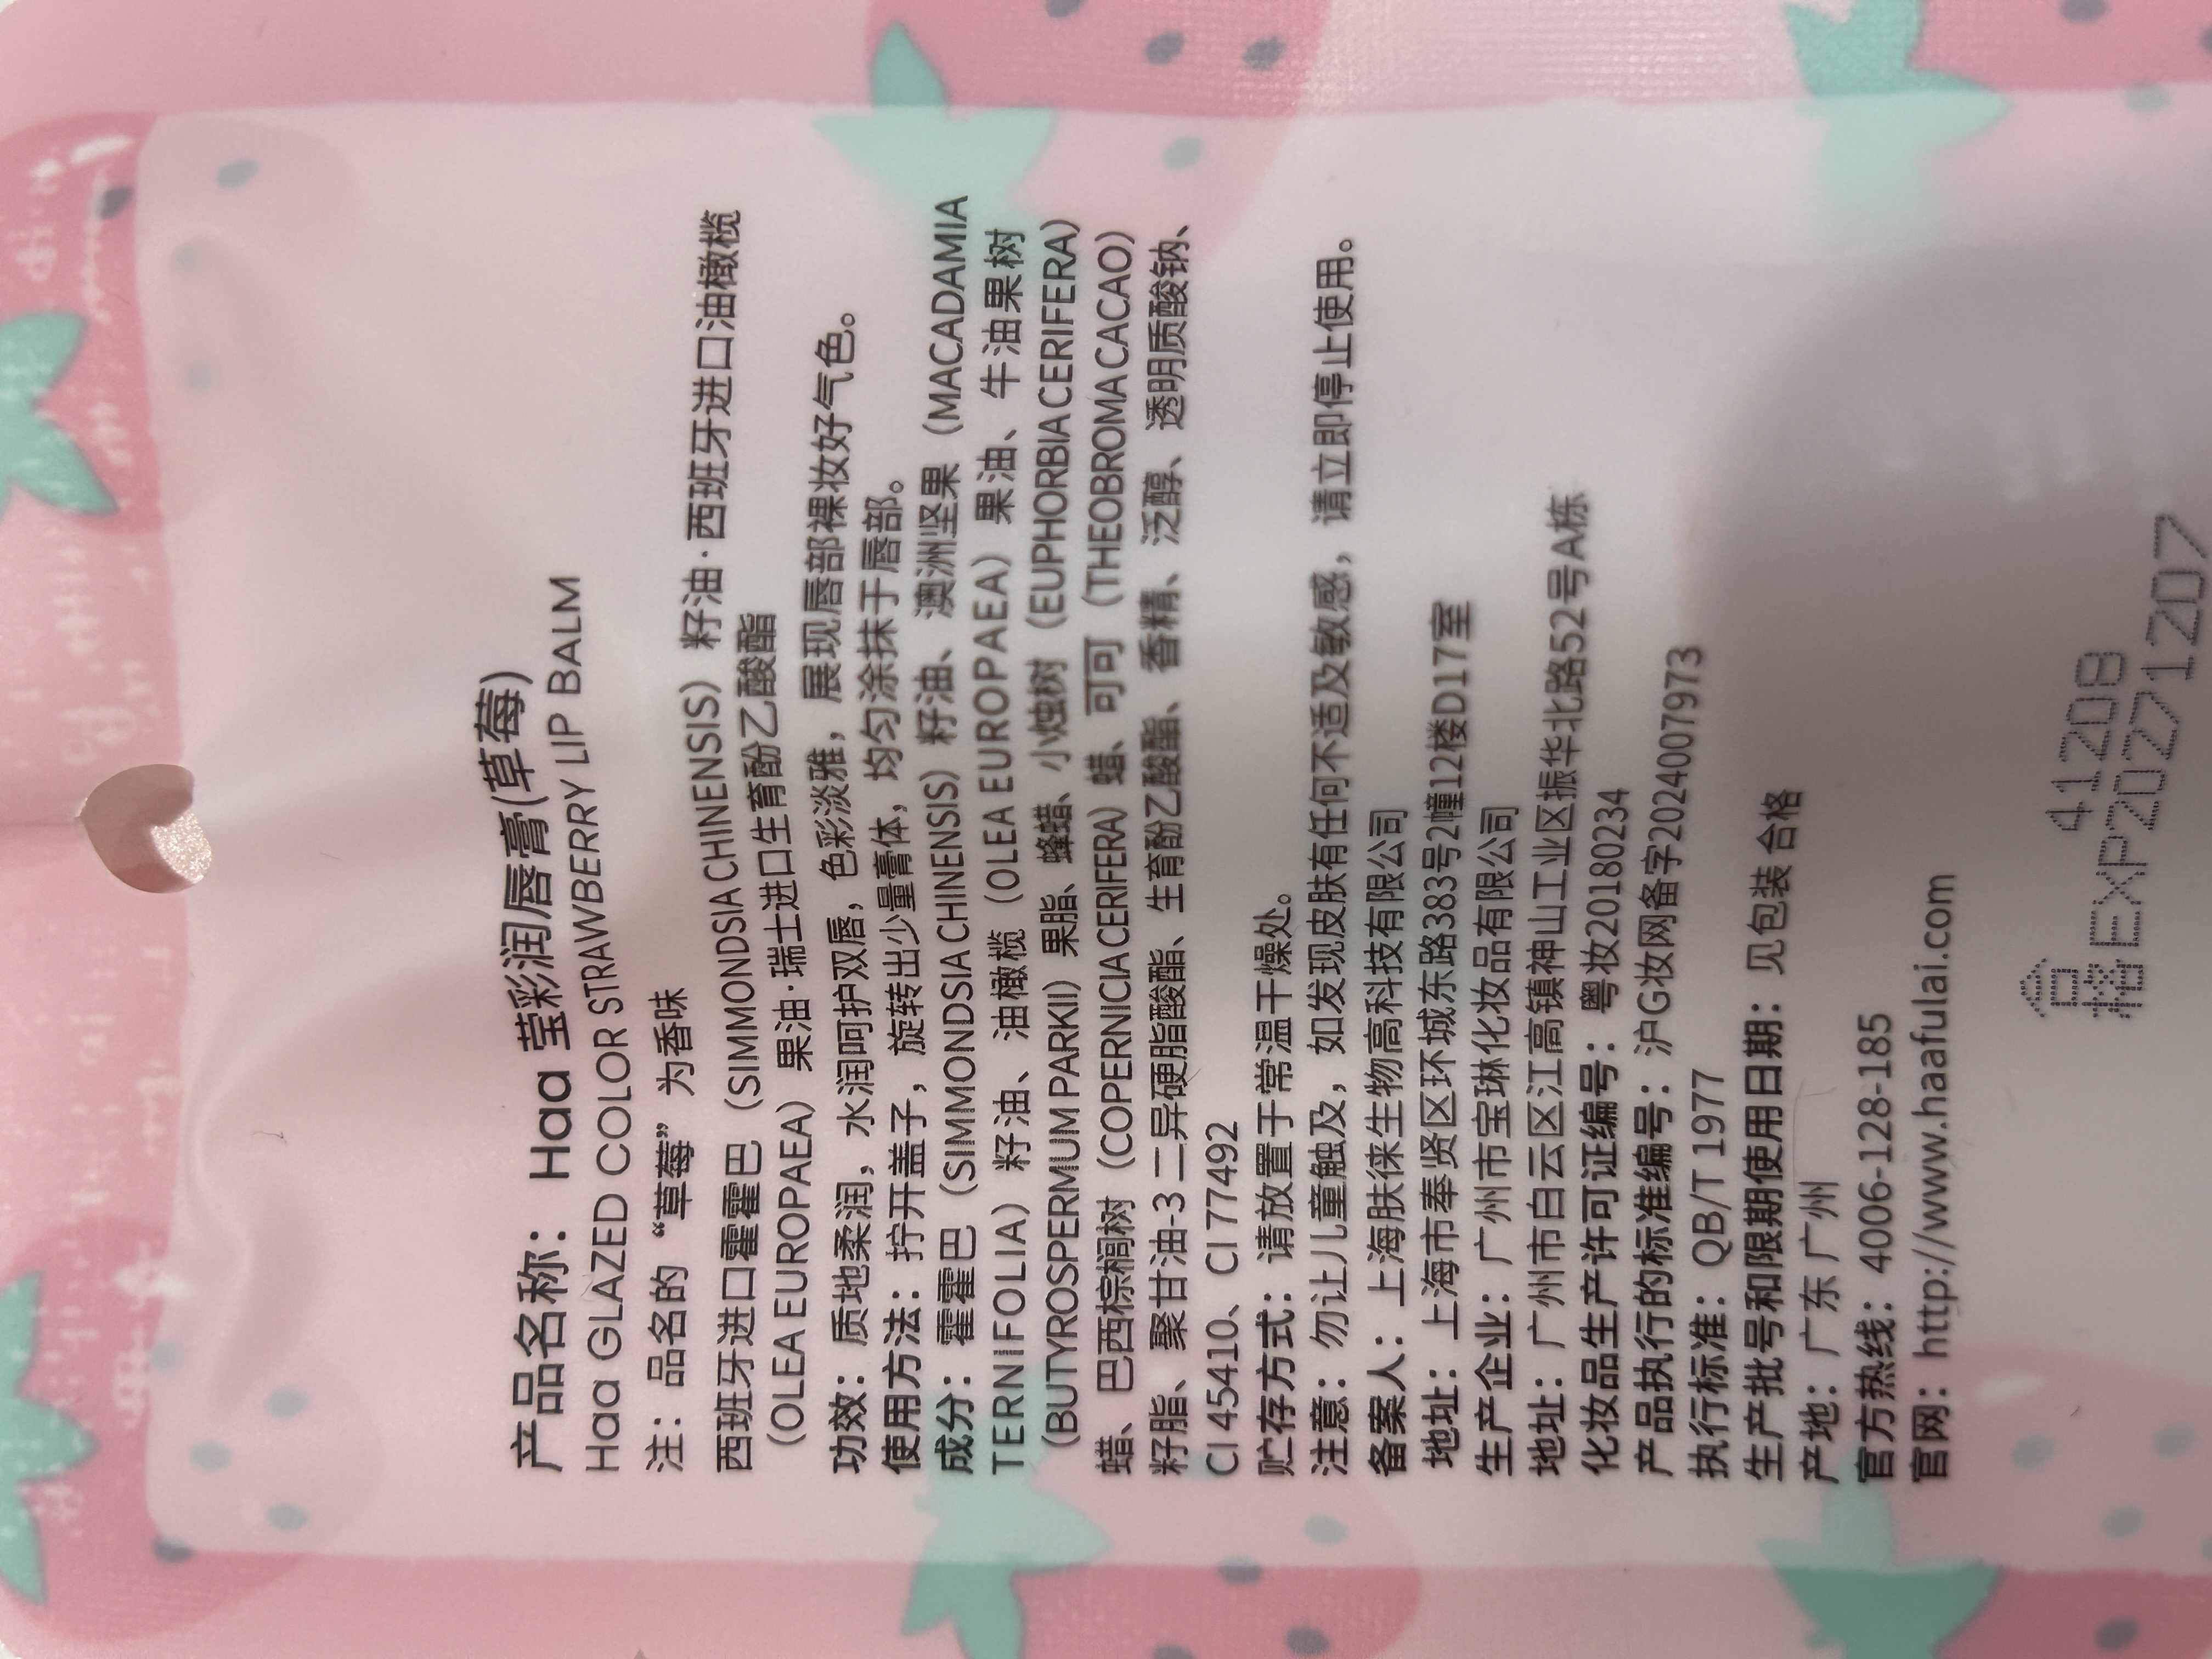 产品名称： Haa 莹彩润唇膏(草莓)
Haa GLAZED COLOR STRAWBERRY LIP BALM
注：品名的“草莓”为香味
西班牙进口霍霍巴（SIMMONDSIA CHINENSIS）籽油·西班牙进口油橄榄
（OLEA EUROPAEA）果油·瑞士进口生育酚乙酸酯
功效：质地柔润，水润呵护双唇，色彩淡雅，展现唇部裸妆好气色。
使用方法：拧开盖子，旋转出少量膏体，均匀涂抹于唇部。
成分：霍霍巴（SIMMONDSIA CHINENSIS）籽油、澳洲坚果（MACADAMIA
TERNIFOLIA）籽油、油橄榄（OLEA EUROPAEA）果油、牛油果树
（BUTYROSPERMUM PARKII）果脂、蜂蜡、小烛树（EUPHORBIA CERIFERA）
蜡、巴西棕榈树（COPERNICIA CERIFERA）蜡、可可（THEOBROMA CACAO）
籽脂、聚甘油-3 二异硬脂酸酯、生育酚乙酸酯、香精、泛醇、透明质酸钠、
CI 45410、CI 77492
贮存方式：请放置于常温干燥处。
注意：勿让儿童触及，如发现皮肤有任何不适及敏感，请立即停止使用。
备案人：上海肤徕生物高科技有限公司
地址：上海市奉贤区环城东路383号2幢12楼D17室
生产企业：广州市宝琳化妆品有限公司
地址：广州市白云区江高镇神山工业区振华北路52号A栋
化妆品生产许可证编号：粤妆20180234
产品执行的标准编号：沪G妆网备字2024007973
执行标准：QB/T 1977
生产批号和限期使用日期：见包装 合格
产地：广东 广州
官方热线：4006-128-185
官网：http://www.haafulai.com
合 4120B
格 EXP20271207